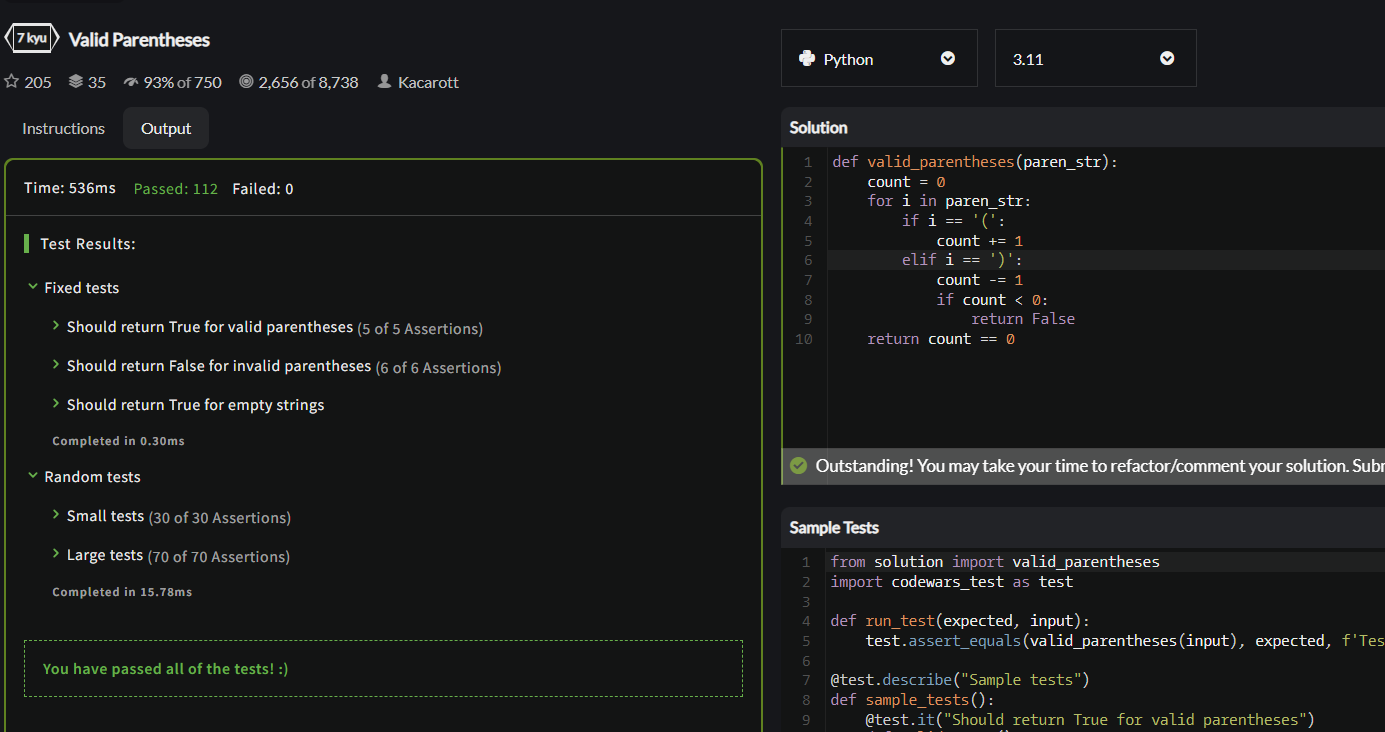 7 kyu Valid Parentheses
205 35 93% of 750 2,656 of 8,738 Kacarott
Instructions Output
Time: 536ms Passed: 112 Failed: 0
Test Results:
Fixed tests
Should return True for valid parentheses (5 of 5 Assertions)
Should return False for invalid parentheses (6 of 6 Assertions)
Should return True for empty strings
Completed in 0.30ms
Random tests
Small tests (30 of 30 Assertions)
Large tests (70 of 70 Assertions)
Completed in 15.78ms
You have passed all of the tests! :)
Python 3.11
Solution
1 def valid_parentheses(paren_str):
2     count = 0
3     for i in paren_str:
4         if i == '(':
5             count += 1
6         elif i == ')':
7             count -= 1
8             if count < 0:
9                 return False
10     return count == 0
Outstanding! You may take your time to refactor/comment your solution. Subm
Sample Tests
1 from solution import valid_parentheses
2 import codewars_test as test
3
4 def run_test(expected, input):
5     test.assert_equals(valid_parentheses(input), expected, f'Tes
6
7 @test.describe("Sample tests")
8 def sample_tests():
9     @test.it("Should return True for valid parentheses")